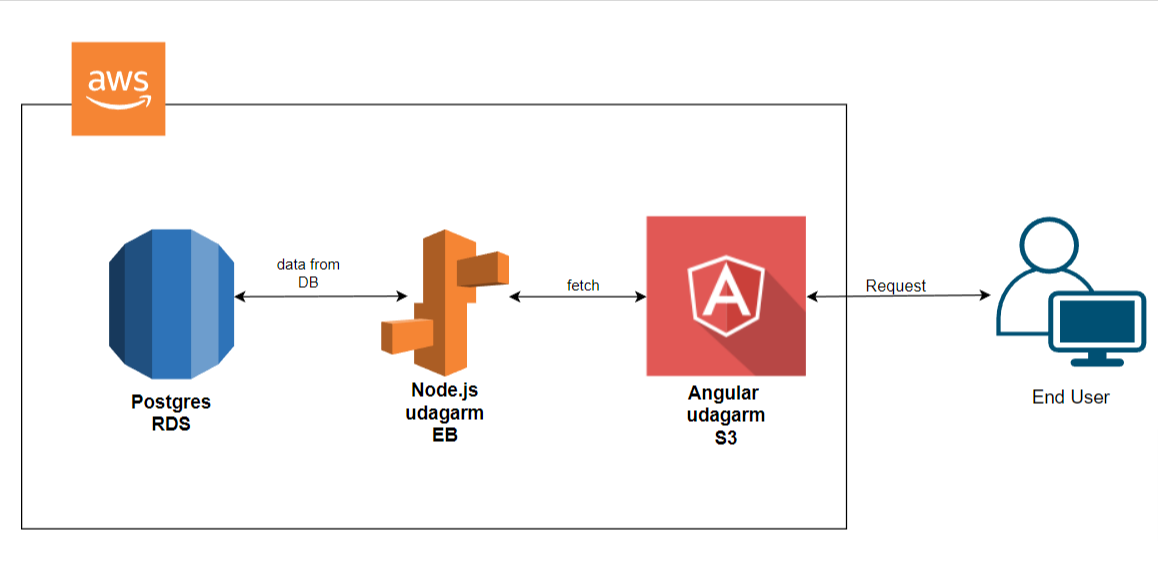 aws
data from
DB
fetch
Request
Postgres
RDS
Node.js
udagarm
EB
A
Angular
udagarm
S3
End User